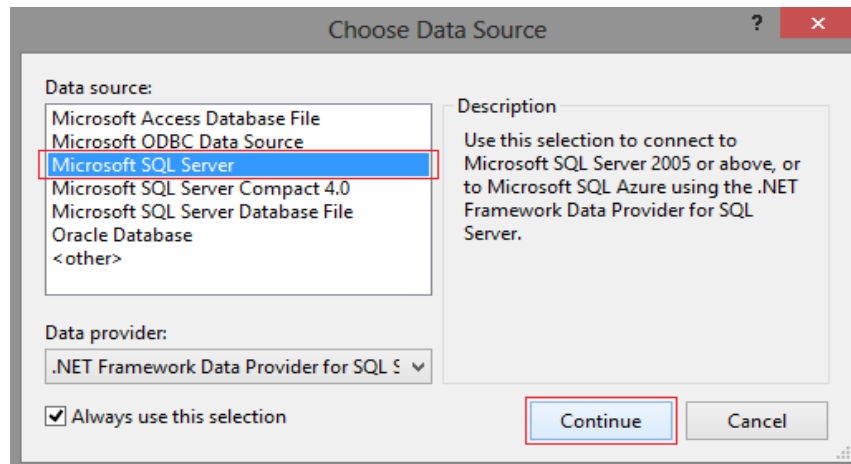 Choose Data Source
?
Data source:
Microsoft Access Database File
Microsoft ODBC Data Source
Microsoft SQL Server
Microsoft SQL Server Compact 4.0
Microsoft SQL Server Database File
Oracle Database
<other>
Description
Use this selection to connect to
Microsoft SQL Server 2005 or above, or
to Microsoft SQL Azure using the .NET
Framework Data Provider for SQL
Server.
Data provider:
.NET Framework Data Provider for SQL S
Always use this selection
Continue
Cancel